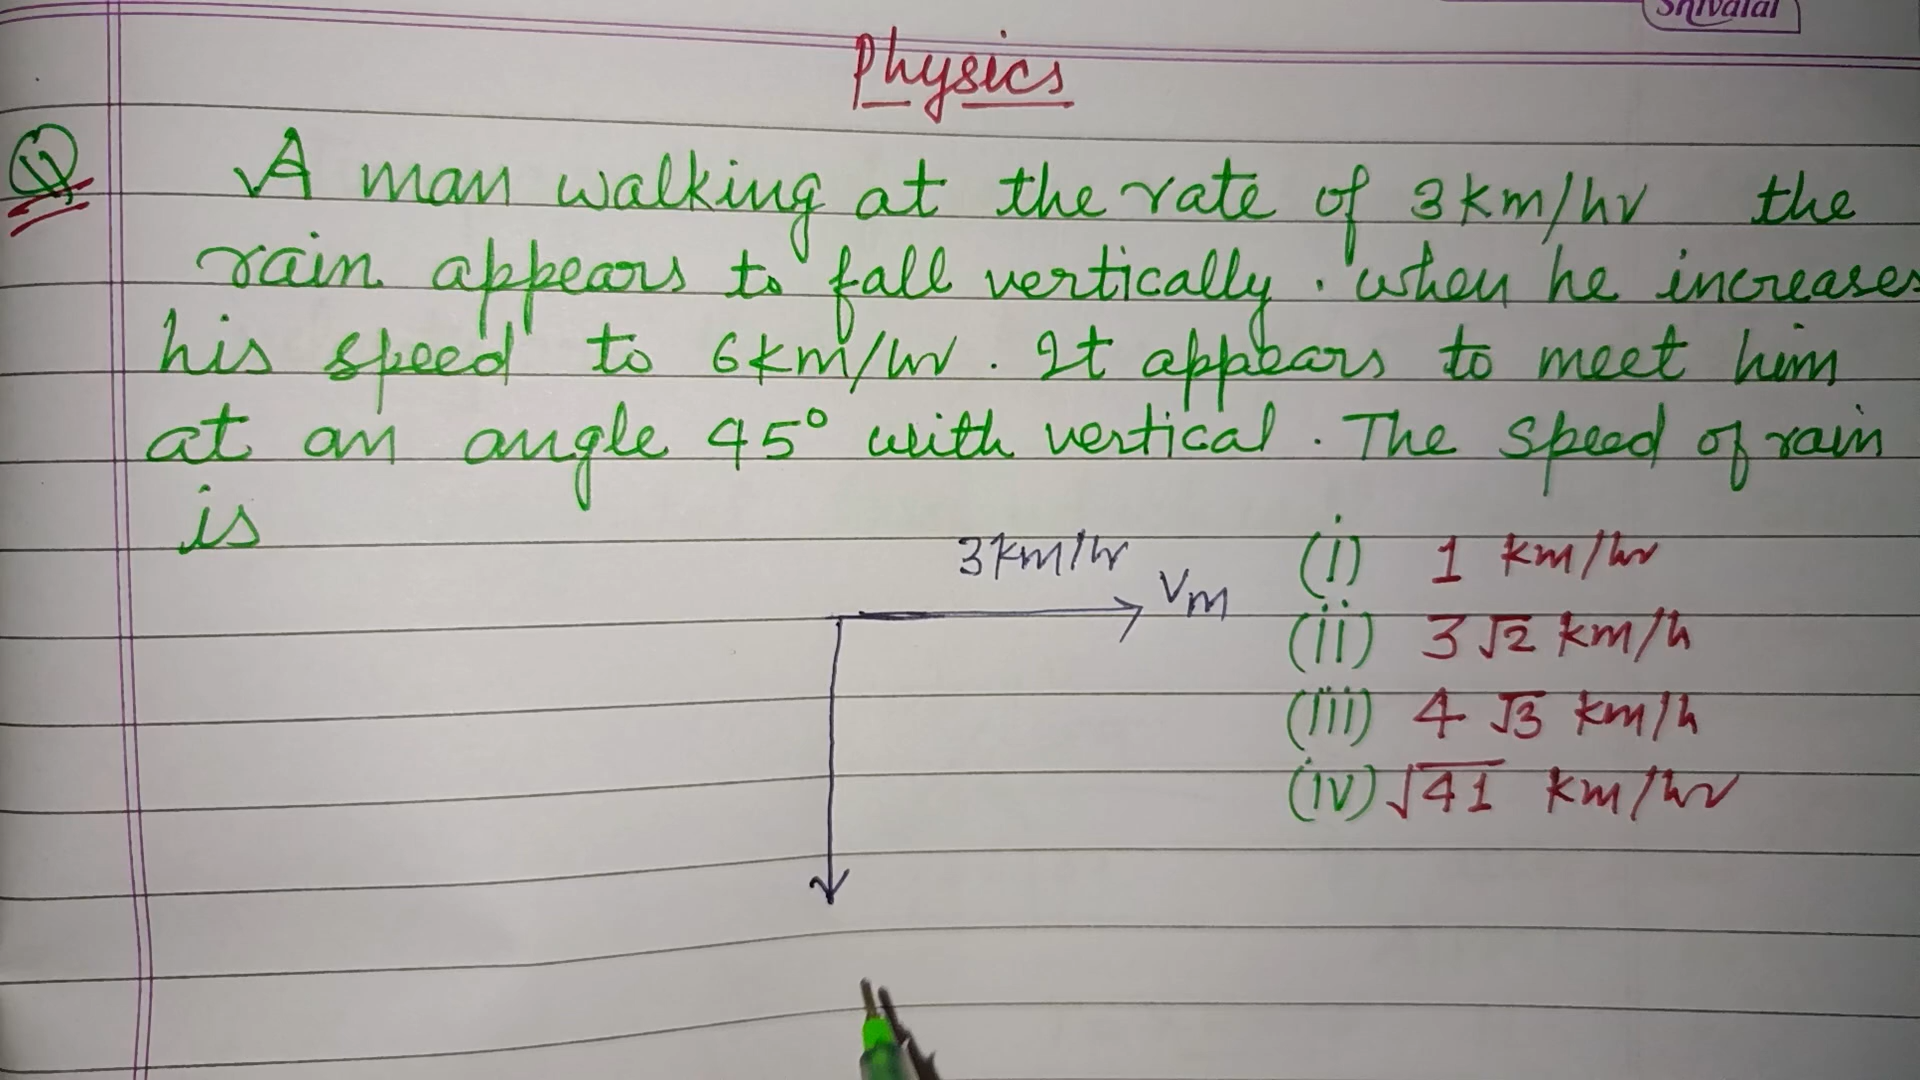 Shivalal
Physics
Q A man walking at the rate of 3km/hr the
rain appears to fall vertically. when he increases
his speed to 6km/hr. It appears to meet him
at an angle 45° with vertical. The speed of rain
is
3km/hr
Vm
(i) 1 km/hr
(ii) 3√2 km/h
(iii) 4√3 km/h
(iv) √41 km/hr